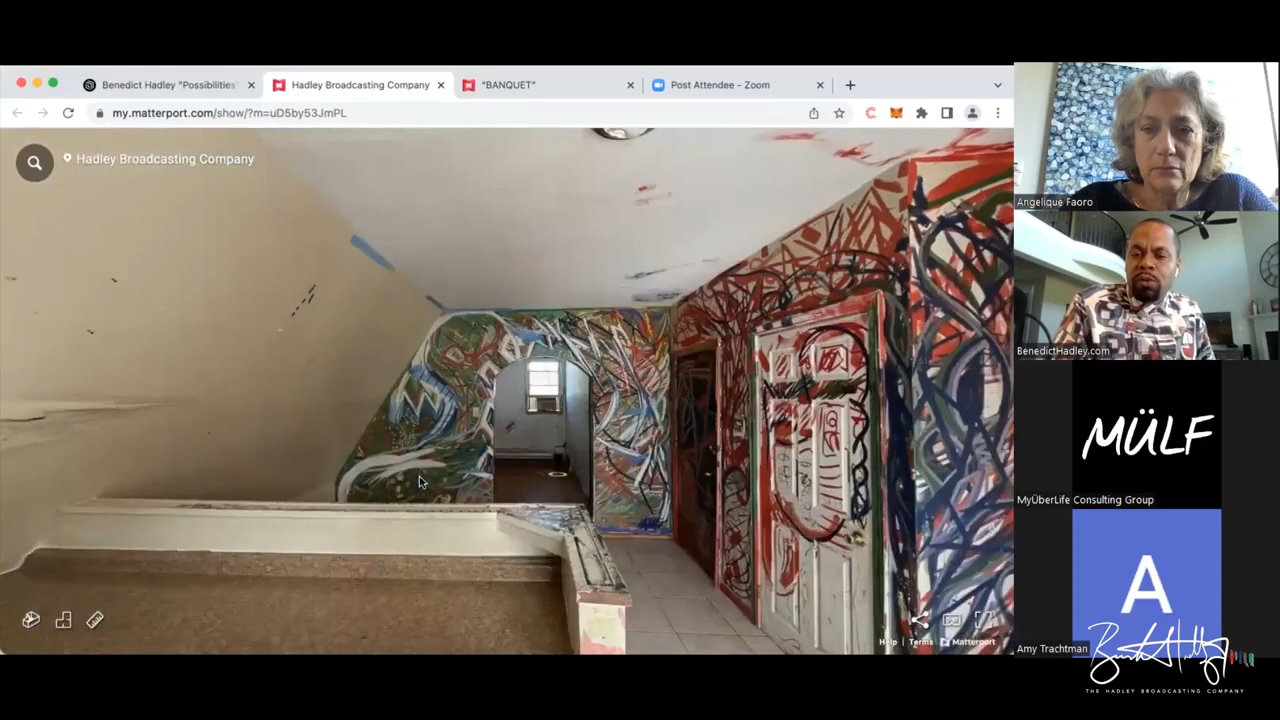 Benedict Hadley "Possibilities"
Hadley Broadcasting Company
"BANQUET"
Post Attendee - Zoom
my.matterport.com/show/?m=uD5by53JmPL
Hadley Broadcasting Company
Angelique Faoro
BenedictHadley.com
MÜLF
MyÜberLife Consulting Group
A
Amy Trachtman
Help | Terms | Matterport
THE HADLEY BROADCASTING COMPANY